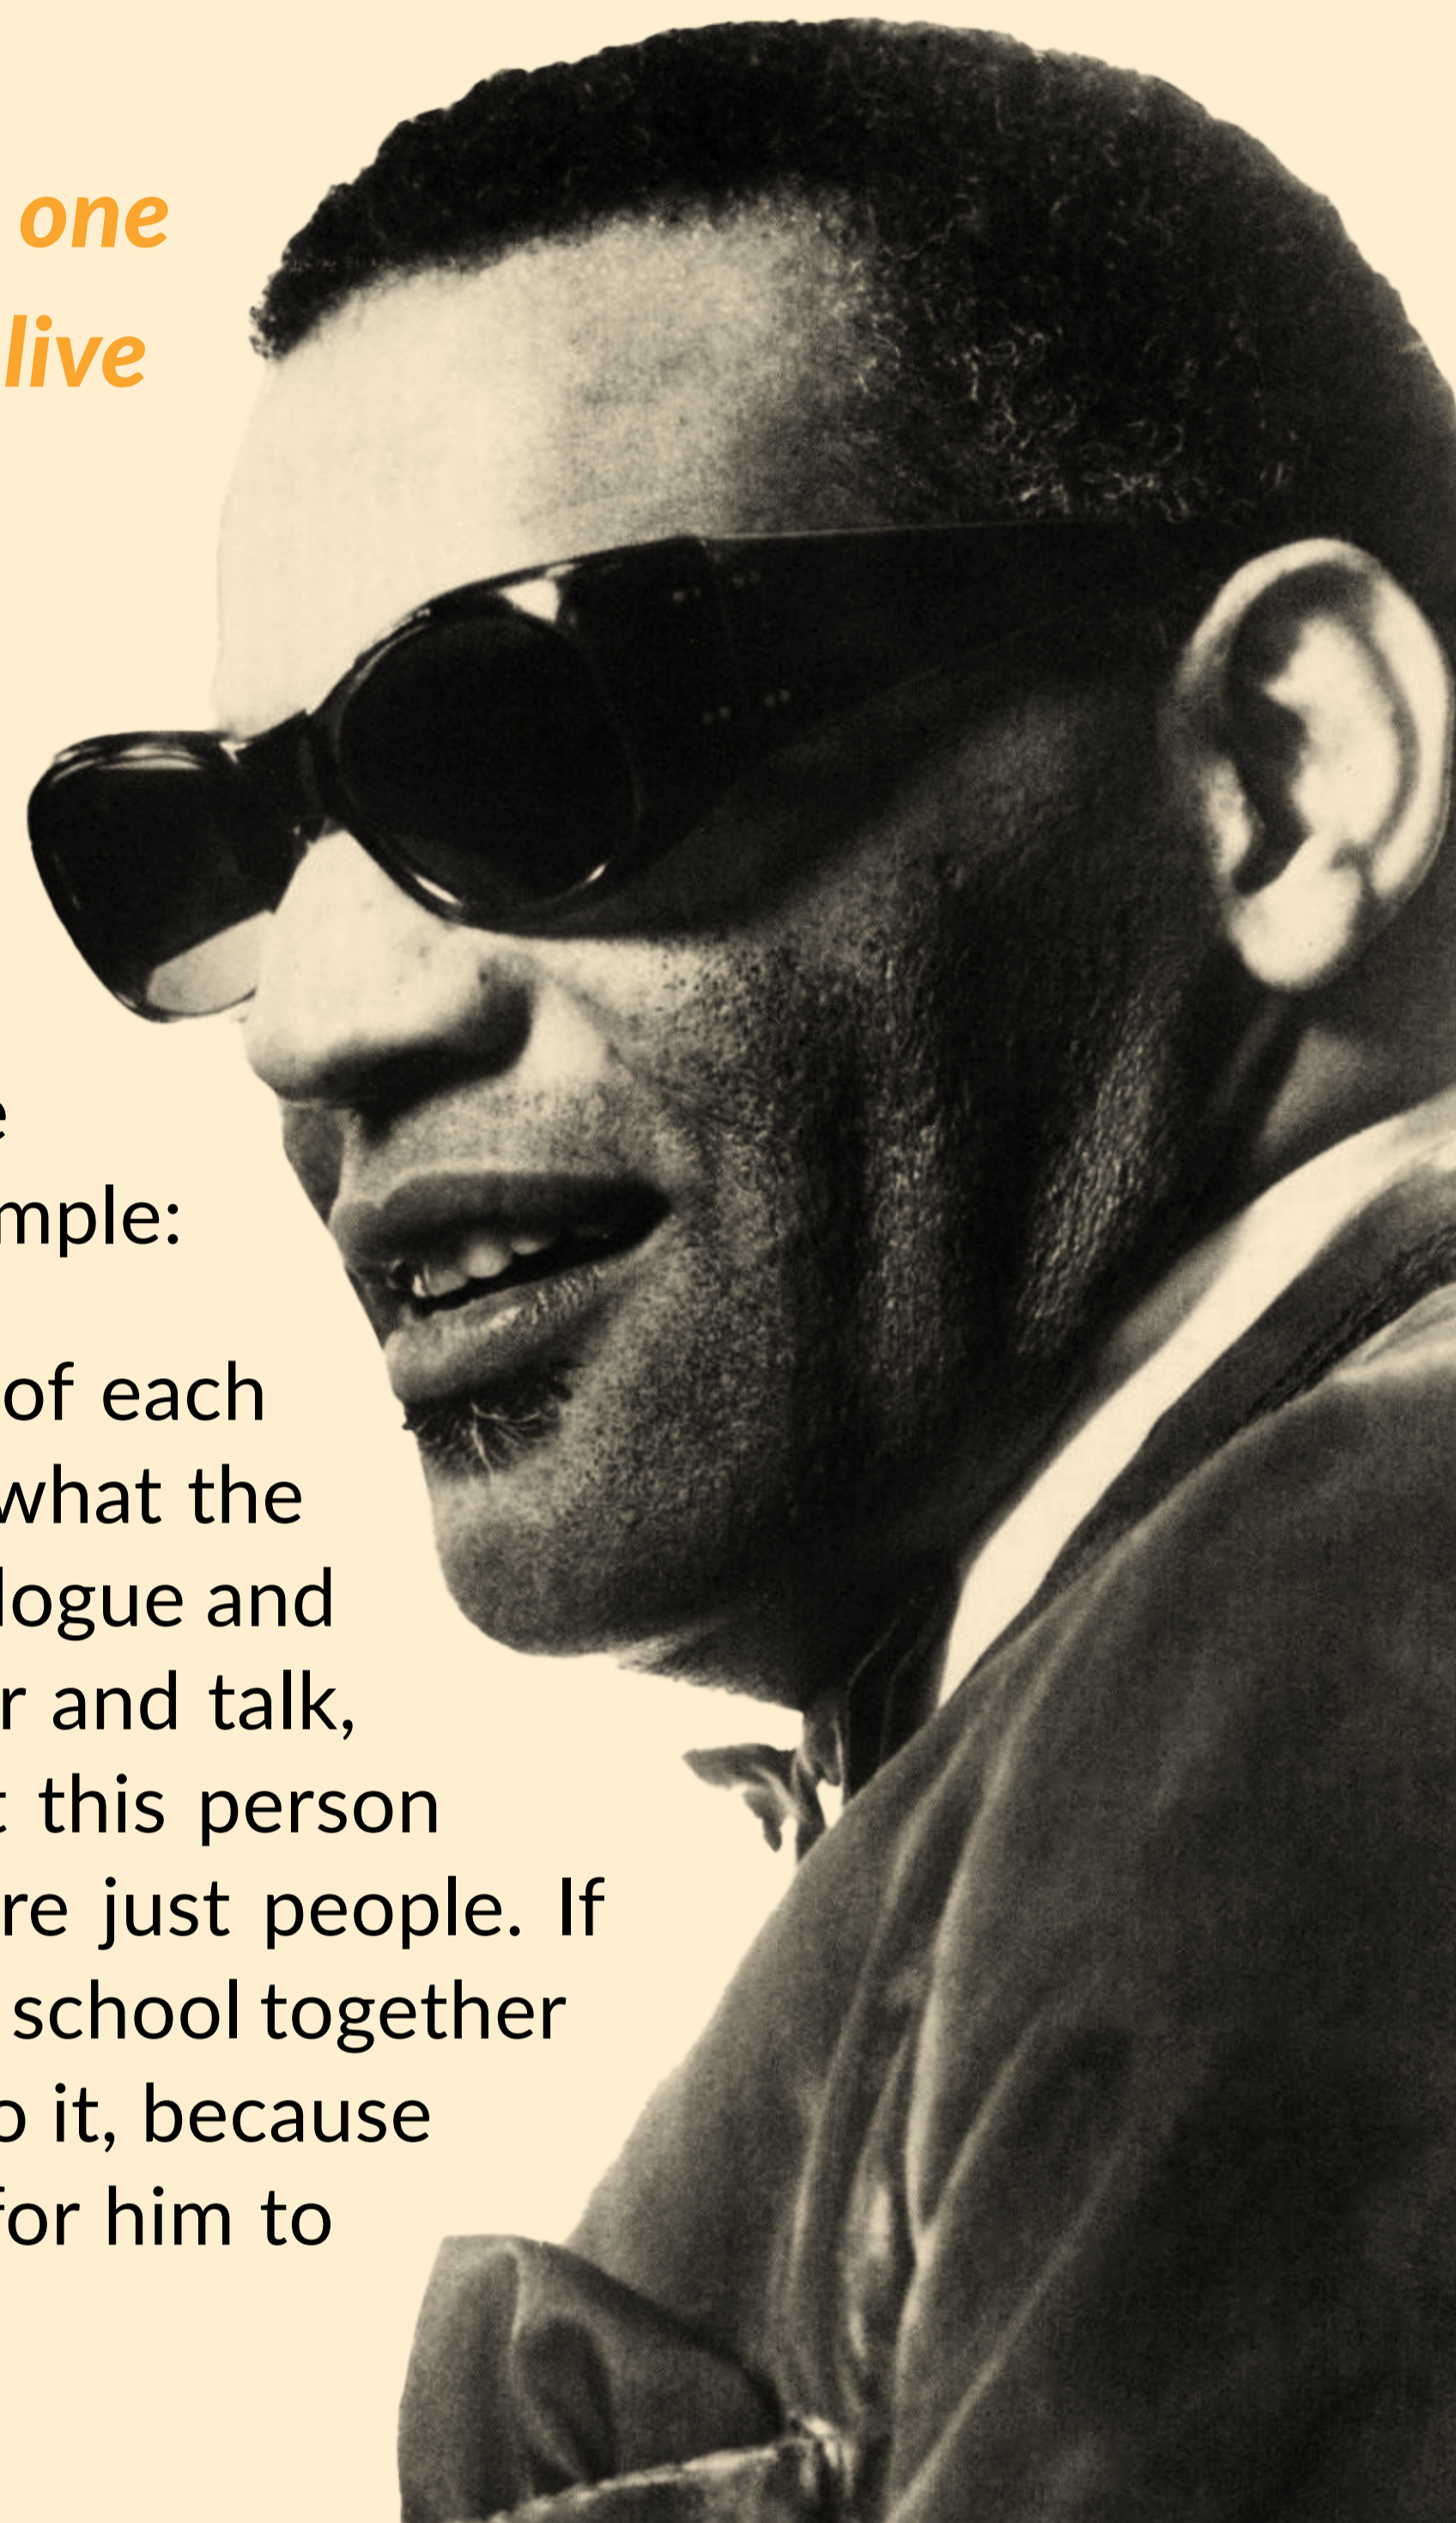 one
live
e
mple:
of each
what the
logue and
r and talk,
t this person
re just people. If
school together
o it, because
for him to